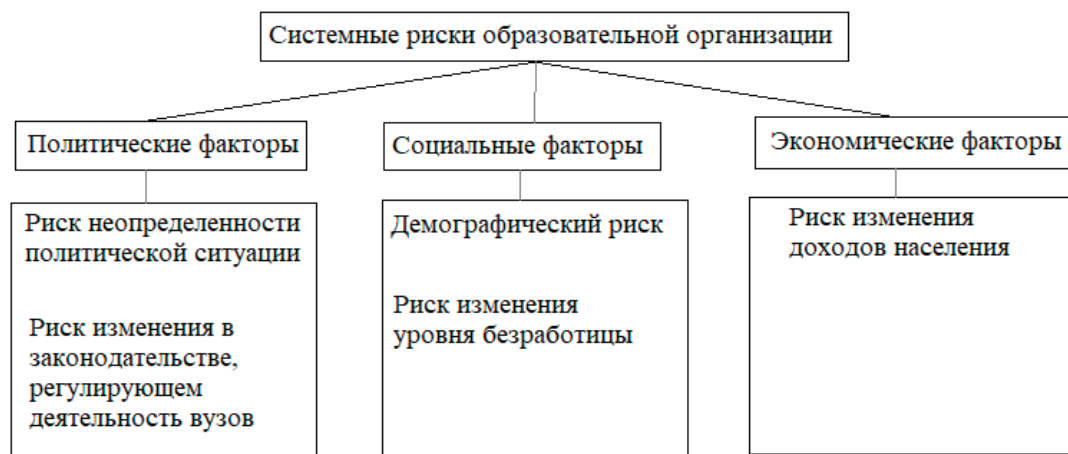 Системные риски образовательной организации
Политические факторы
Социальные факторы
Экономические факторы
Риск неопределенности
политической ситуации
Риск изменения в
законодательстве,
регулирующем
деятельность вузов
Демографический риск
Риск изменения
уровня безработицы
Риск изменения
доходов населения